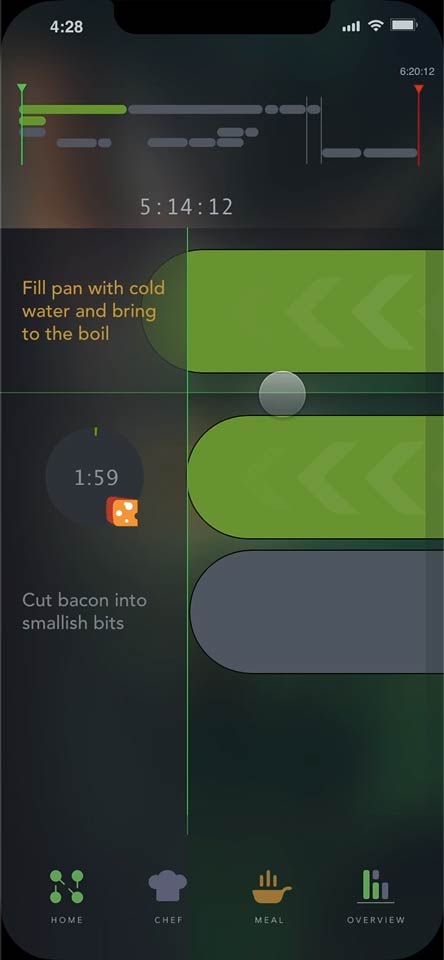 4:28
6:20:12
5:14:12
Fill pan with cold
water and bring
to the boil
1:59
Cut bacon into
smallish bits
HOME CHEF MEAL OVERVIEW